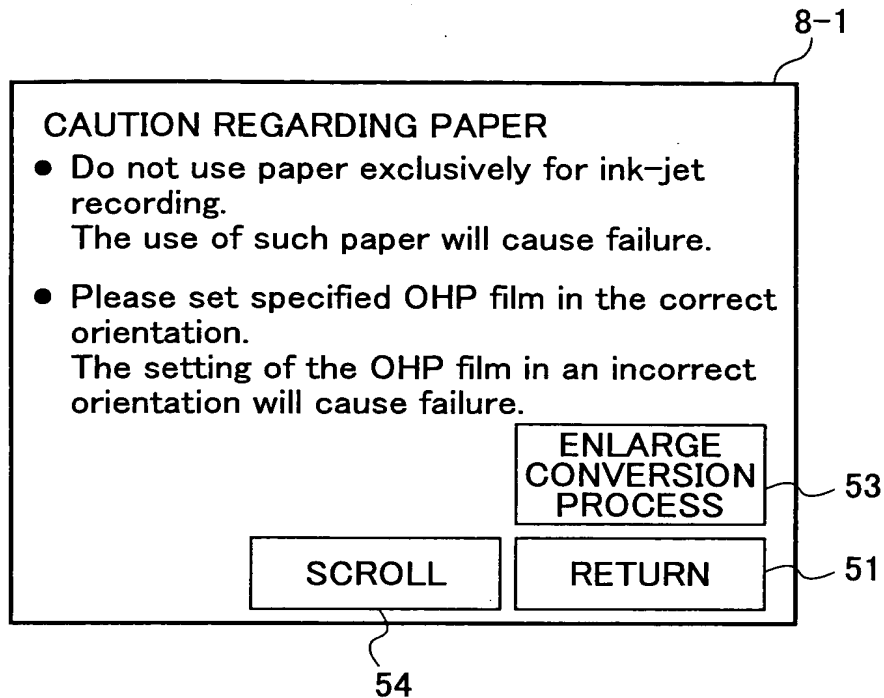 8-1
CAUTION REGARDING PAPER
● Do not use paper exclusively for ink-jet
recording.
The use of such paper will cause failure.
● Please set specified OHP film in the correct
orientation.
The setting of the OHP film in an incorrect
orientation will cause failure.
ENLARGE
CONVERSION
PROCESS
53
SCROLL
RETURN
51
54